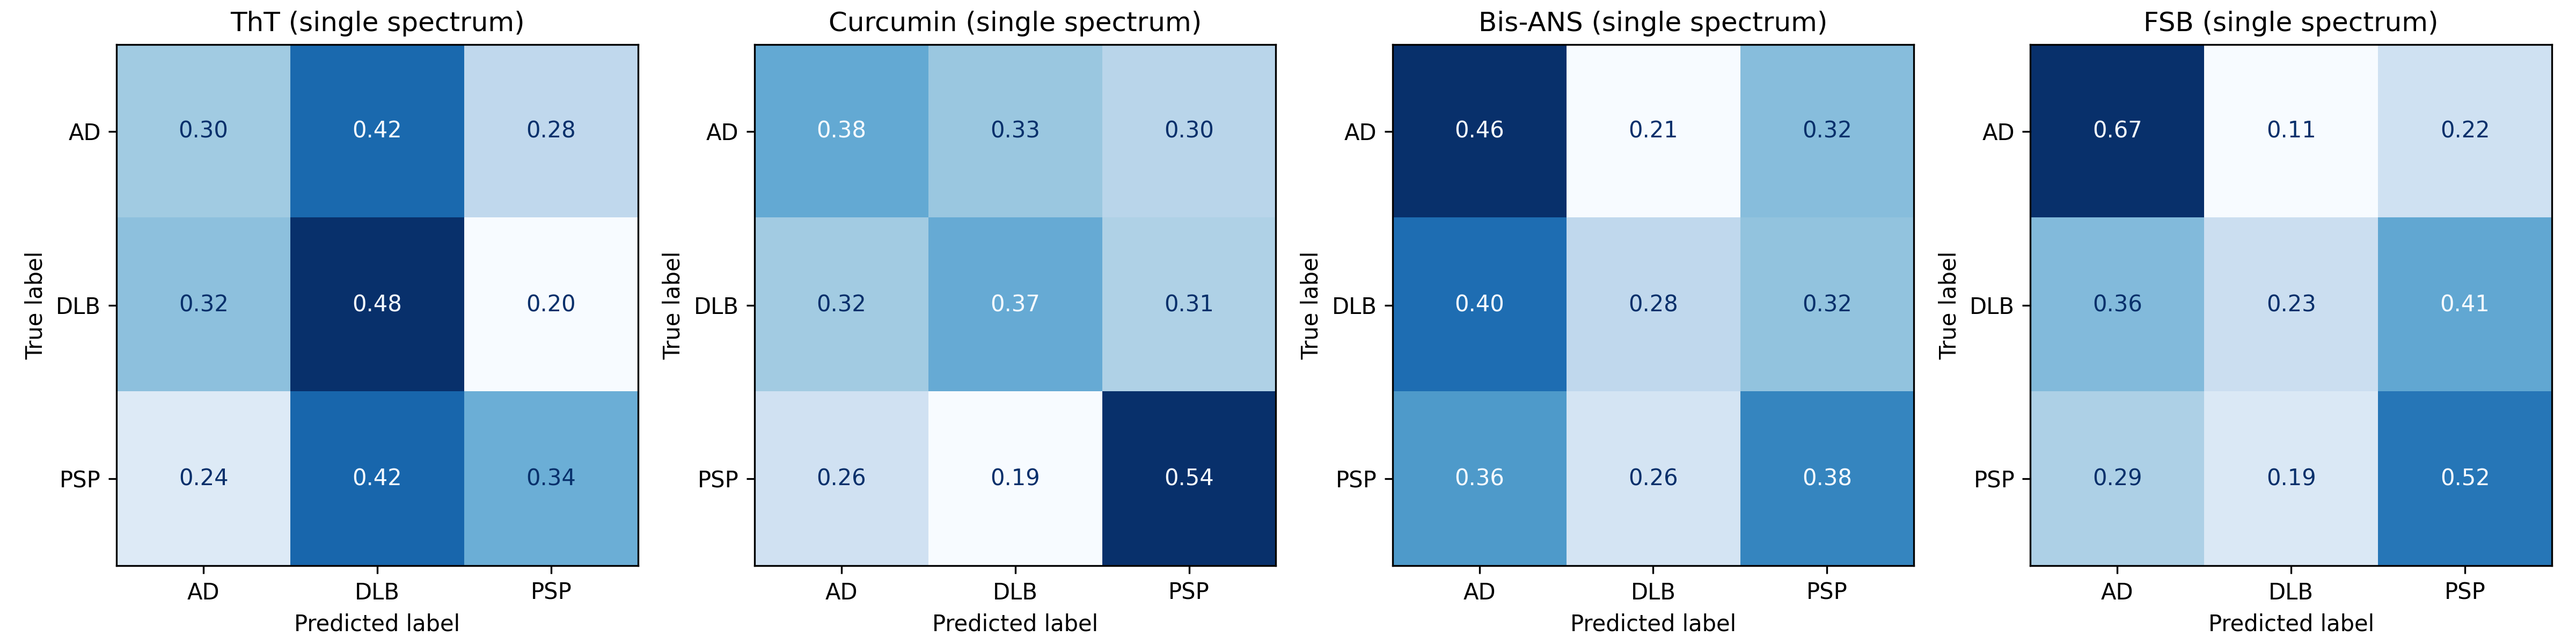 ThT (single spectrum)
True label
AD 0.30 0.42 0.28
DLB 0.32 0.48 0.20
PSP 0.24 0.42 0.34
AD DLB PSP
Predicted label
Curcumin (single spectrum)
True label
AD 0.38 0.33 0.30
DLB 0.32 0.37 0.31
PSP 0.26 0.19 0.54
AD DLB PSP
Predicted label
Bis-ANS (single spectrum)
True label
AD 0.46 0.21 0.32
DLB 0.40 0.28 0.32
PSP 0.36 0.26 0.38
AD DLB PSP
Predicted label
FSB (single spectrum)
True label
AD 0.67 0.11 0.22
DLB 0.36 0.23 0.41
PSP 0.29 0.19 0.52
AD DLB PSP
Predicted label